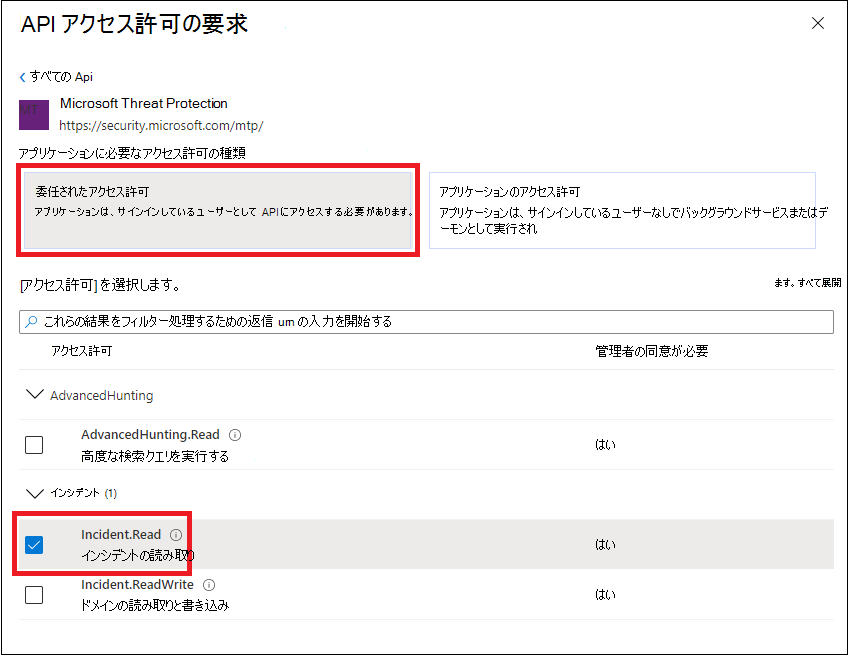 API アクセス許可の要求
すべての Api
MT
Microsoft Threat Protection
https://security.microsoft.com/mtp/
アプリケーションに必要なアクセス許可の種類
委任されたアクセス許可
アプリケーションは、サインインしているユーザーとして APIにアクセスする必要があります。
アプリケーションのアクセス許可
アプリケーションは、サインインしているユーザーなしでバックグラウンドサービスまたはデ
ーモンとして実行され
[アクセス許可] を選択します。
ます。すべて展開
これらの結果をフィルター処理するための返信 um の入力を開始する
アクセス許可 管理者の同意が必要
AdvancedHunting
AdvancedHunting.Read
高度な検索クエリを実行する
はい
インシデント (1)
Incident.Read
インシデントの読み取り
はい
Incident.ReadWrite
ドメインの読み取りと書き込み
はい